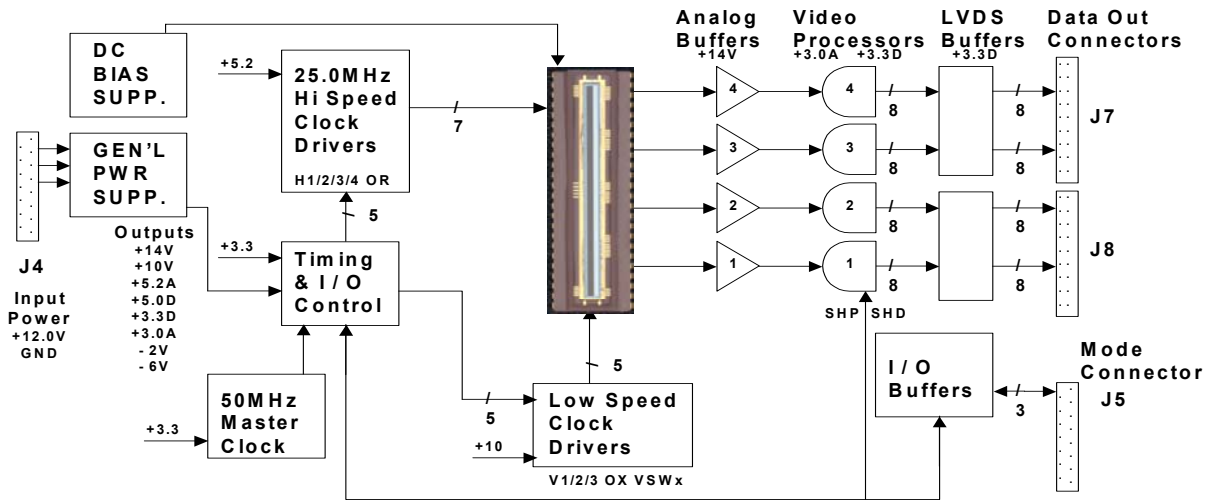 DC
BIAS
SUPP.
+5.2
25.0MHz
Hi Speed
Clock
Drivers
H1/2/3/4 OR
7
Analog
Buffers
+14V
Video
Processors
+3.0A +3.3D
LVDS
Buffers
+3.3D
Data Out
Connectors
4
8
8
J7
3
8
8
2
8
8
J8
1
8
8
SHP SHD
GEN'L
PWR
SUPP.
J4
Input
Power
+12.0V
GND
Outputs
+14V
+10V
+5.2A
+5.0D
+3.3D
+3.0A
- 2V
- 6V
5
+3.3
Timing
& I/O
Control
50MHz
Master
Clock
+3.3
5
5
+10
Low Speed
Clock
Drivers
V1/2/3 OX VSWx
I/O
Buffers
3
Mode
Connector
J5